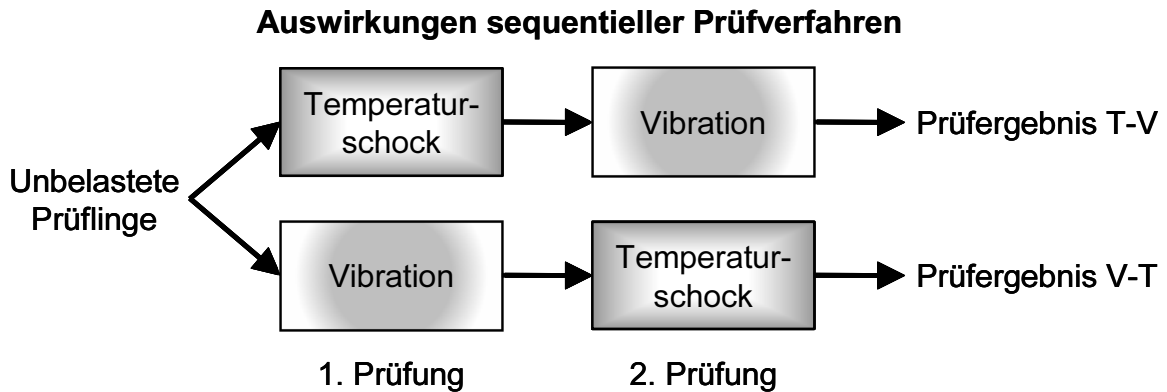 Auswirkungen sequentieller Prüfverfahren
Temperatur-
schock
Vibration
Prüfergebnis T-V
Unbelastete
Prüflinge
Vibration
Temperatur-
schock
Prüfergebnis V-T
1. Prüfung
2. Prüfung